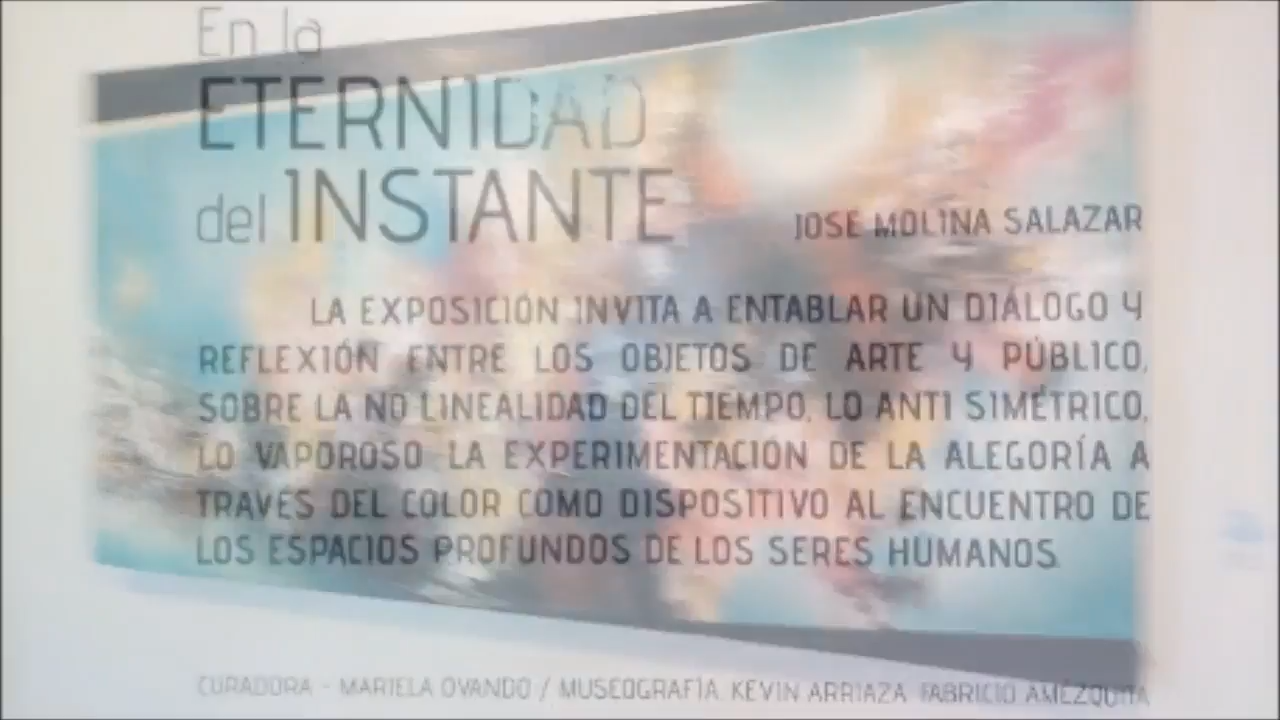 En la
ETERNIDAD
del INSTANTE
JOSE MOLINA SALAZAR
LA EXPOSICIÓN INVITA A ENTABLAR UN DIÁLOGO Y
REFLEXIÓN ENTRE LOS OBJETOS DE ARTE Y PÚBLICO,
SOBRE LA NO LINEALIDAD DEL TIEMPO, LO ANTI SIMÉTRICO,
LO VAPOROSO, LA EXPERIMENTACIÓN DE LA ALEGORÍA A
TRAVÉS DEL COLOR COMO DISPOSITIVO AL ENCUENTRO DE
LOS ESPACIOS PROFUNDOS DE LOS SERES HUMANOS.
CURADORA - MARIELA OVANDO / MUSEOGRAFÍA, KEVIN ARRIAZA, FABRICIO AMÉZQUITA